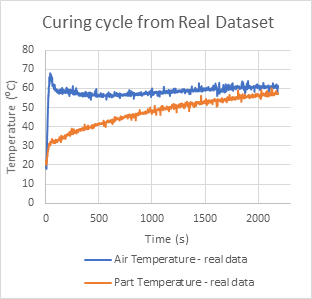 Curing cycle from Real Dataset
Temperature (ºC)
80
70
60
50
40
30
20
10
0
0 500 1000 1500 2000
Time (s)
Air Temperature - real data
Part Temperature - real data